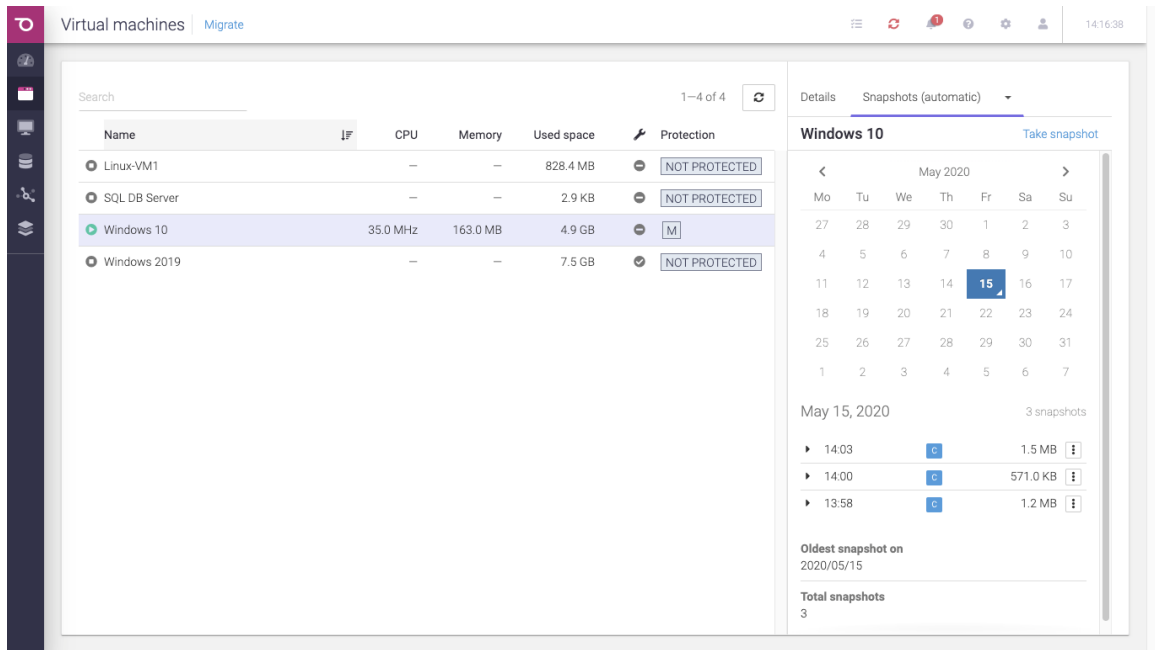 Virtual machines Migrate 1 14:16:38
Search 1–4 of 4
Name CPU Memory Used space Protection
Linux-VM1 — — 828.4 MB NOT PROTECTED
SQL DB Server — — 2.9 KB NOT PROTECTED
Windows 10 35.0 MHz 163.0 MB 4.9 GB M
Windows 2019 — — 7.5 GB NOT PROTECTED
Details Snapshots (automatic)
Windows 10 Take snapshot
May 2020
Mo Tu We Th Fr Sa Su
27 28 29 30 1 2 3
4 5 6 7 8 9 10
11 12 13 14 15 16 17
18 19 20 21 22 23 24
25 26 27 28 29 30 31
1 2 3 4 5 6 7
May 15, 2020 3 snapshots
14:03 C 1.5 MB
14:00 C 571.0 KB
13:58 C 1.2 MB
Oldest snapshot on
2020/05/15
Total snapshots
3